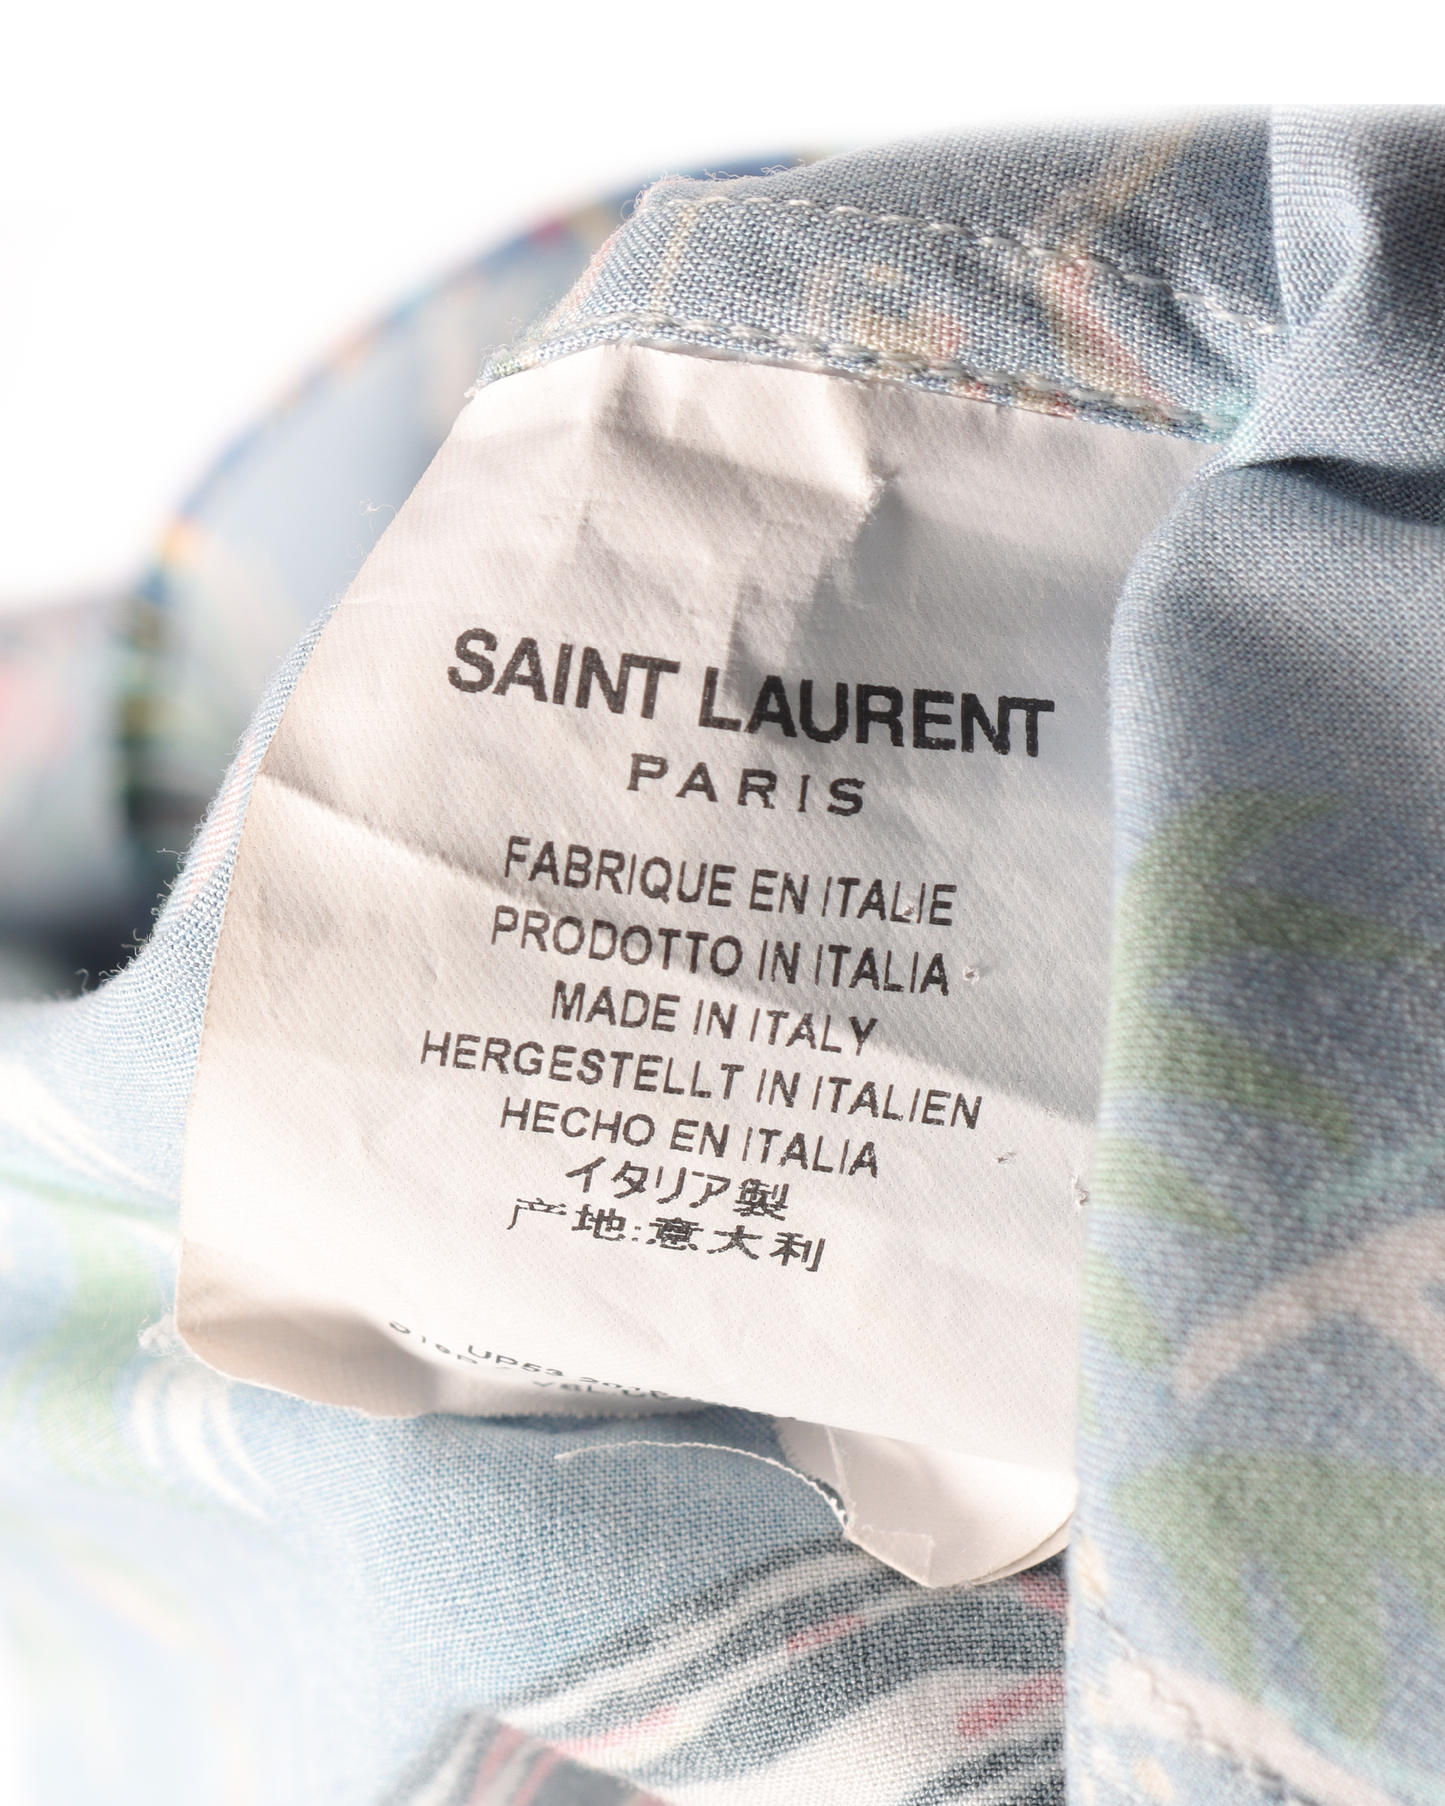 SAINT LAURENT
PARIS
FABRIQUE EN ITALIE
PRODOTTO IN ITALIA
MADE IN ITALY
HERGESTELLT IN ITALIEN
HECHO EN ITALIA
イタリア製
产地:意大利
UP53